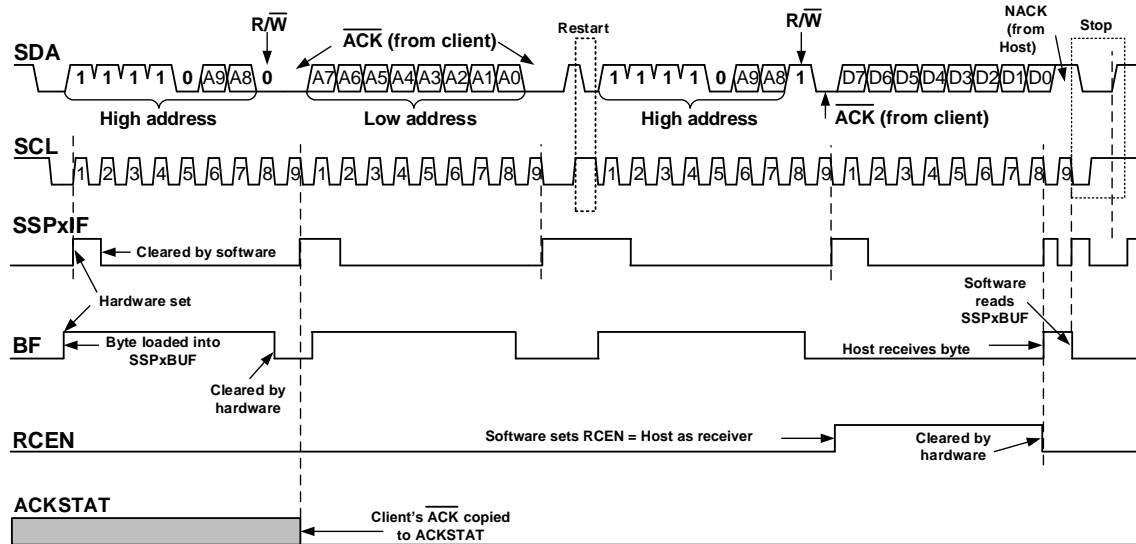 R/W
Restart
R/W
NACK
(from
Host)
Stop
SDA
ACK (from client)
1 1 1 1 0 A9 A8 0
A7 A6 A5 A4 A3 A2 A1 A0
1 1 1 1 0 A9 A8 1
D7 D6 D5 D4 D3 D2 D1 D0
High address
Low address
High address
ACK (from client)
SCL
1 2 3 4 5 6 7 8 9
1 2 3 4 5 6 7 8 9
1 2 3 4 5 6 7 8 9
1 2 3 4 5 6 7 8 9
SSPxIF
Cleared by software
Hardware set
Software
reads
SSPxBUF
BF
Byte loaded into
SSPxBUF
Cleared by
hardware
Host receives byte
RCEN
Software sets RCEN = Host as receiver
Cleared by
hardware
ACKSTAT
Client's ACK copied
to ACKSTAT